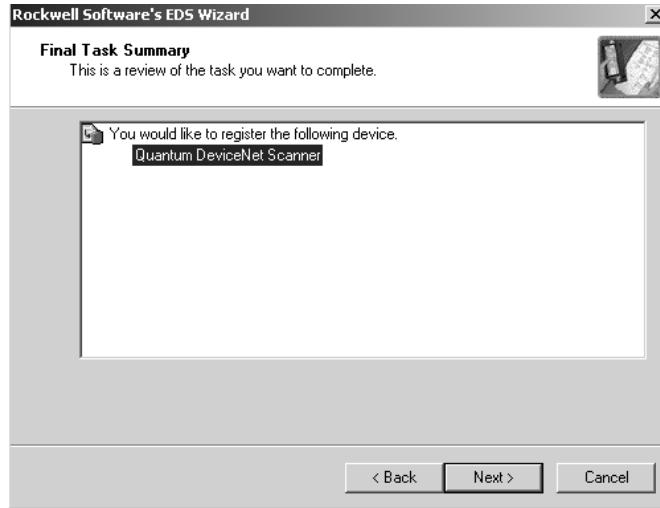 Rockwell Software's EDS Wizard
Final Task Summary
This is a review of the task you want to complete.
You would like to register the following device.
Quantum DeviceNet Scanner
< Back
Next >
Cancel